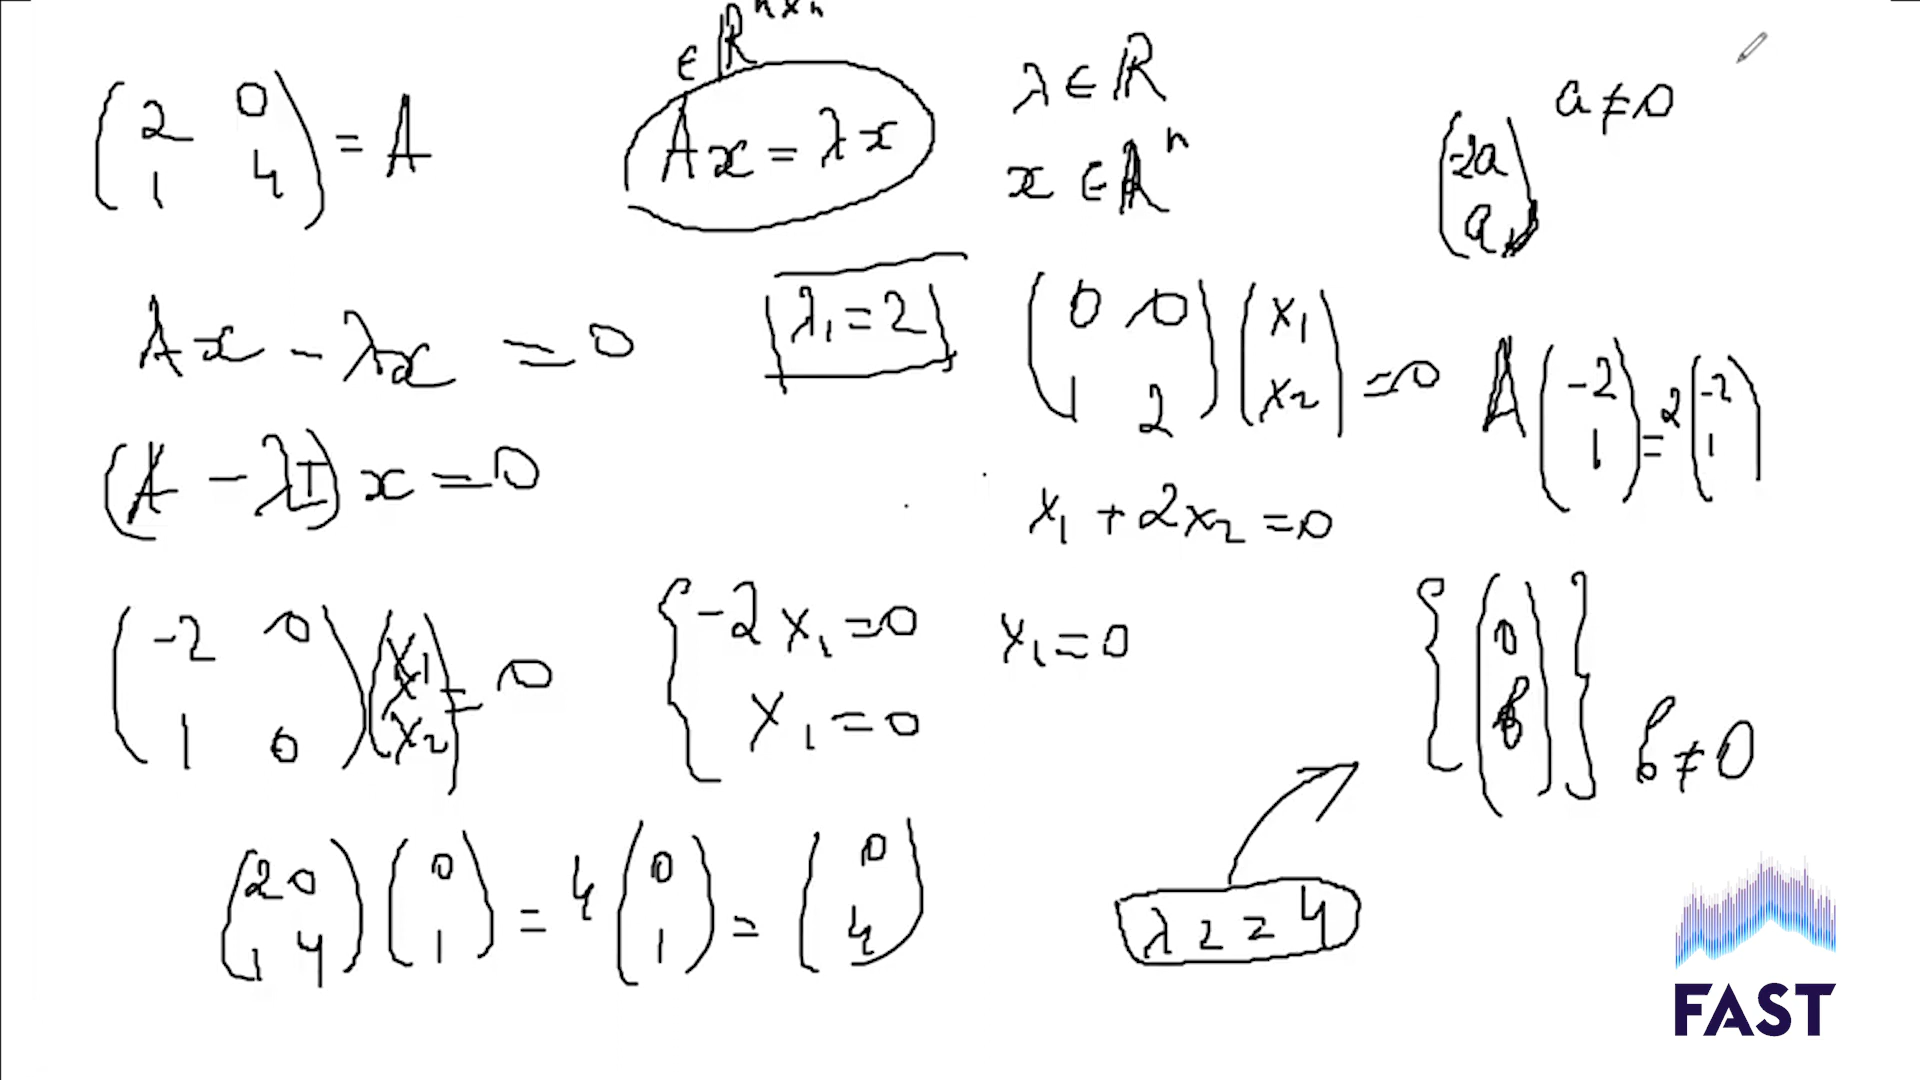 ∈ ℝⁿˣⁿ
(2 0; 1 4) = A
Ax = λx
λ ∈ ℝ
x ∈ ℝⁿ
(-2a; a)
a ≠ 0
Ax - λx = 0
λ₁ = 2
(0 0; 1 2)(x₁; x₂) = 0
A(-2; 1) = 2(-2; 1)
(A - λI)x = 0
x₁ + 2x₂ = 0
(-2 0; 1 0)(x₁; x₂) = 0
{-2x₁ = 0
x₁ = 0
x₁ = 0
{(0; b)} b ≠ 0
(2 0; 1 4)(0; 1) = 4(0; 1) = (0; 4)
λ₂ = 4
FAST